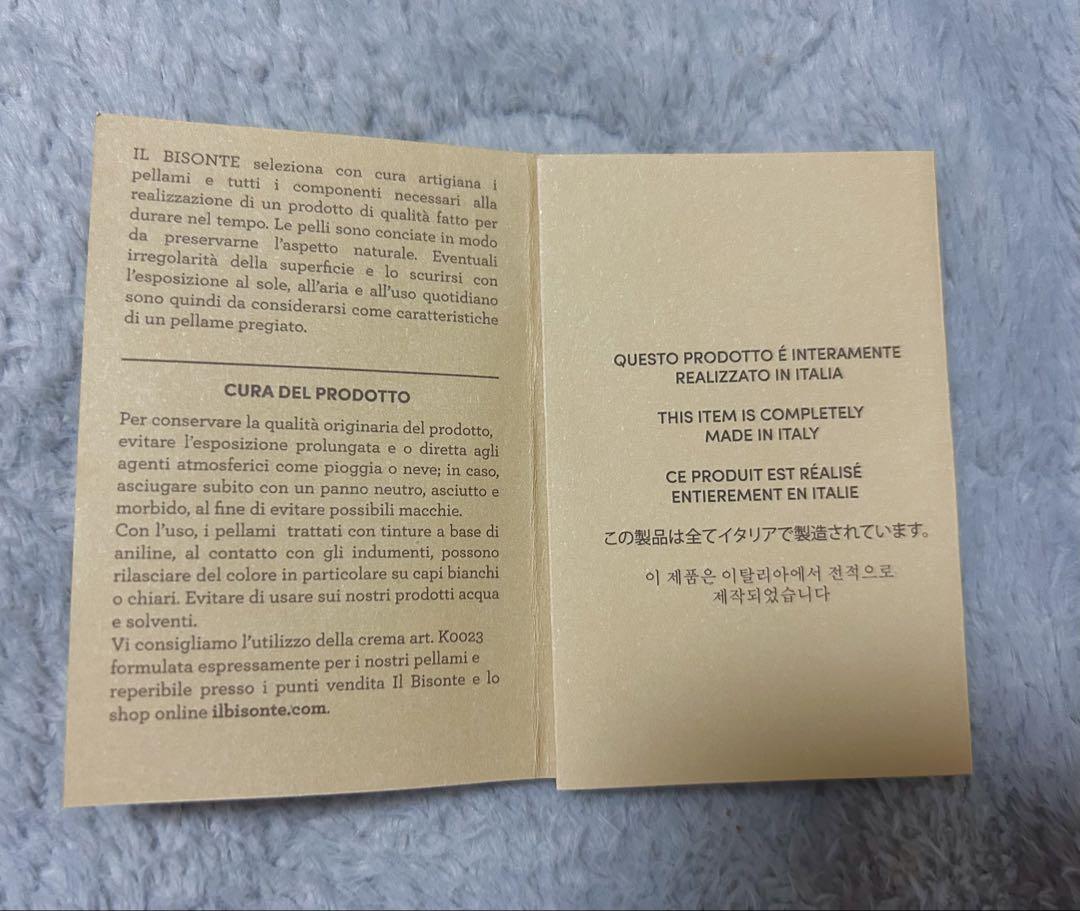 IL BISONTE seleziona con cura artigiana i
pellami e tutti i componenti necessari alla
realizzazione di un prodotto di qualità fatto per
durare nel tempo. Le pelli sono conciate in modo
da preservarne l'aspetto naturale. Eventuali
irregolarità della superficie e lo scurirsi con
l'esposizione al sole, all'aria e all'uso quotidiano
sono quindi da considerarsi come caratteristiche
di un pellame pregiato.
CURA DEL PRODOTTO
Per conservare la qualità originaria del prodotto,
evitare l'esposizione prolungata e o diretta agli
agenti atmosferici come pioggia o neve; in caso,
asciugare subito con un panno neutro, asciutto e
morbido, al fine di evitare possibili macchie.
Con l'uso, i pellami trattati con tinture a base di
aniline, al contatto con gli indumenti, possono
rilasciare del colore in particolare su capi bianchi
o chiari. Evitare di usare sui nostri prodotti acqua
e solventi.
Vi consigliamo l'utilizzo della crema art. K0023
formulata espressamente per i nostri pellami e
reperibile presso i punti vendita Il Bisonte e lo
shop online ilbisonte.com.
QUESTO PRODOTTO É INTERAMENTE
REALIZZATO IN ITALIA
THIS ITEM IS COMPLETELY
MADE IN ITALY
CE PRODUIT EST RÉALISÉ
ENTIEREMENT EN ITALIE
この製品は全てイタリアで製造されています。
이 제품은 이탈리아에서 전적으로
제작되었습니다